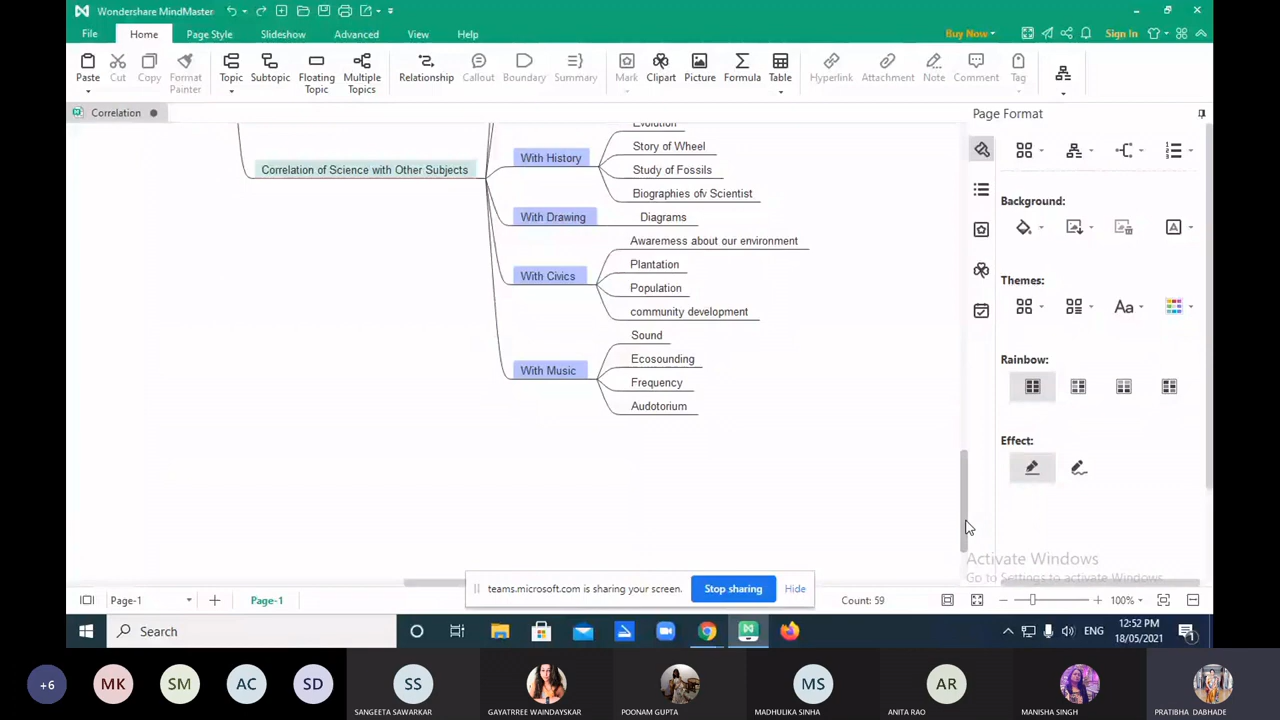 Wondershare MindMaster
File
Home
Page Style
Slideshow
Advanced
View
Help
Buy Now
Sign In
Paste
Cut
Copy
Format
Painter
Topic
Subtopic
Floating
Topic
Multiple
Topics
Relationship
Callout
Boundary
Summary
Mark
Clipart
Picture
Formula
Table
Hyperlink
Attachment
Note
Comment
Tag
Correlation
Page Format
Evolution
With History
Story of Wheel
Correlation of Science with Other Subjects
Study of Fossils
Biographies ofv Scientist
With Drawing
Diagrams
Awaremess about our environment
With Civics
Plantation
Population
community development
Sound
With Music
Ecosounding
Frequency
Audotorium
Background:
Themes:
Aa
Rainbow:
Effect:
Activate Windows
Go to Settings to activate Windows.
teams.microsoft.com is sharing your screen.
Stop sharing
Hide
Page-1
Page-1
Count: 59
100%
Search
ENG
12:52 PM
18/05/2021
1
+6
MK
SM
AC
SD
SS
SANGEETA SAWARKAR
GAYATRREE WAINDAYSKAR
POONAM GUPTA
MS
MADHULIKA SINHA
AR
ANITA RAO
MANISHA SINGH
PRATIBHA DABHADE